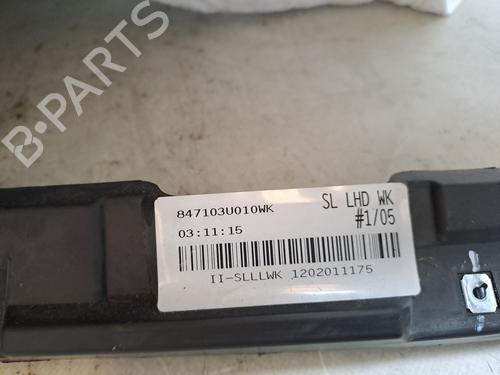 B-PARTS
847103U010WK
SL LHD WK
03:11:15
#1/05
II-SLLLWK 1202011175